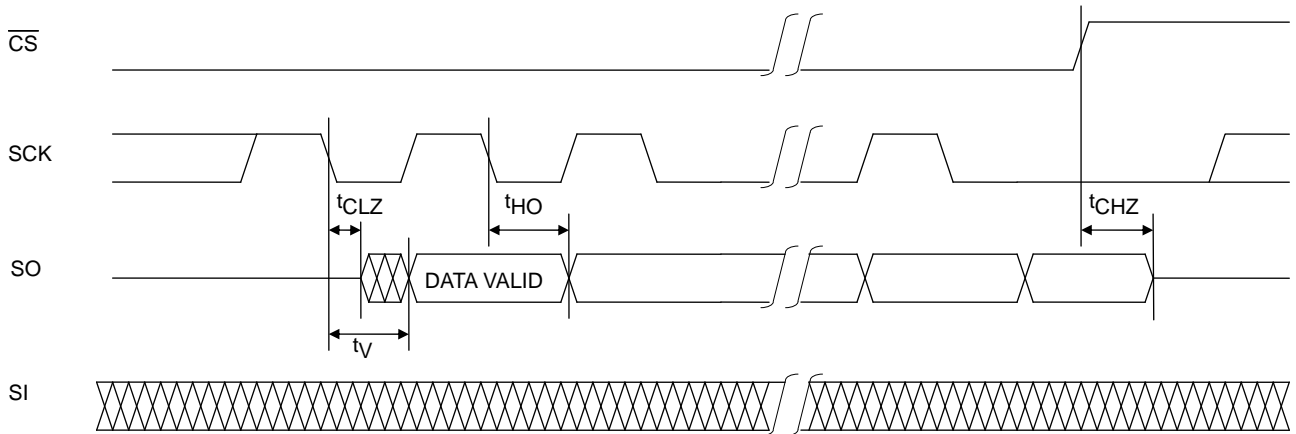 CS
SCK
tCLZ
tHO
tCHZ
SO
DATA VALID
tV
SI